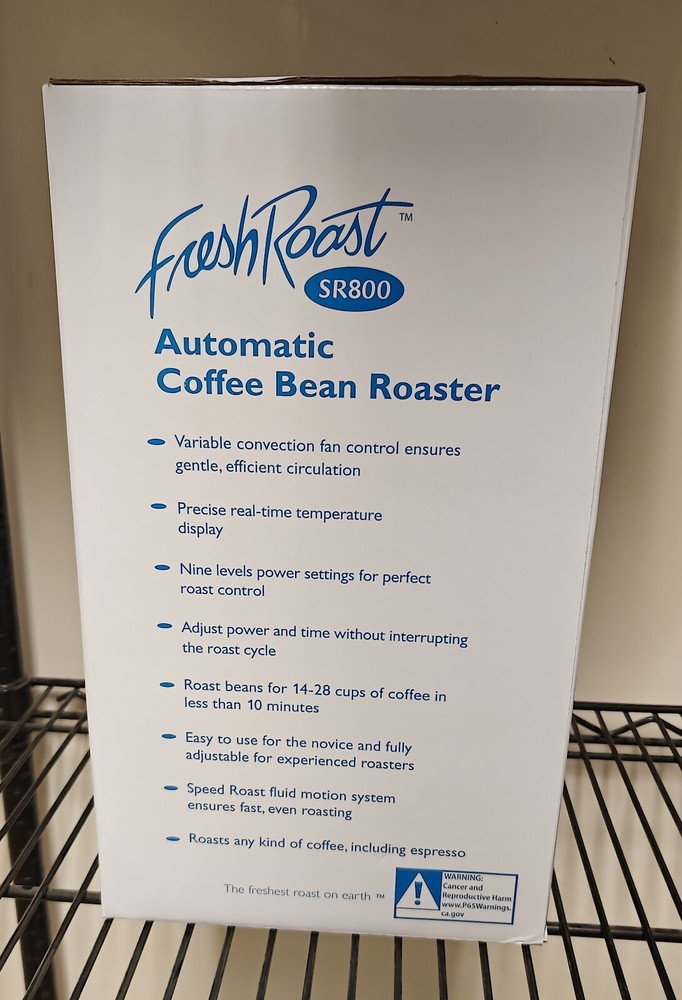 FreshRoast™
SR800
Automatic
Coffee Bean Roaster
Variable convection fan control ensures
gentle, efficient circulation
Precise real-time temperature
display
Nine levels power settings for perfect
roast control
Adjust power and time without interrupting
the roast cycle
Roast beans for 14-28 cups of coffee in
less than 10 minutes
Easy to use for the novice and fully
adjustable for experienced roasters
Speed Roast fluid motion system
ensures fast, even roasting
Roasts any kind of coffee, including espresso
The freshest roast on earth ™
WARNING:
Cancer and
Reproductive Harm
www.P65Warnings.
ca.gov